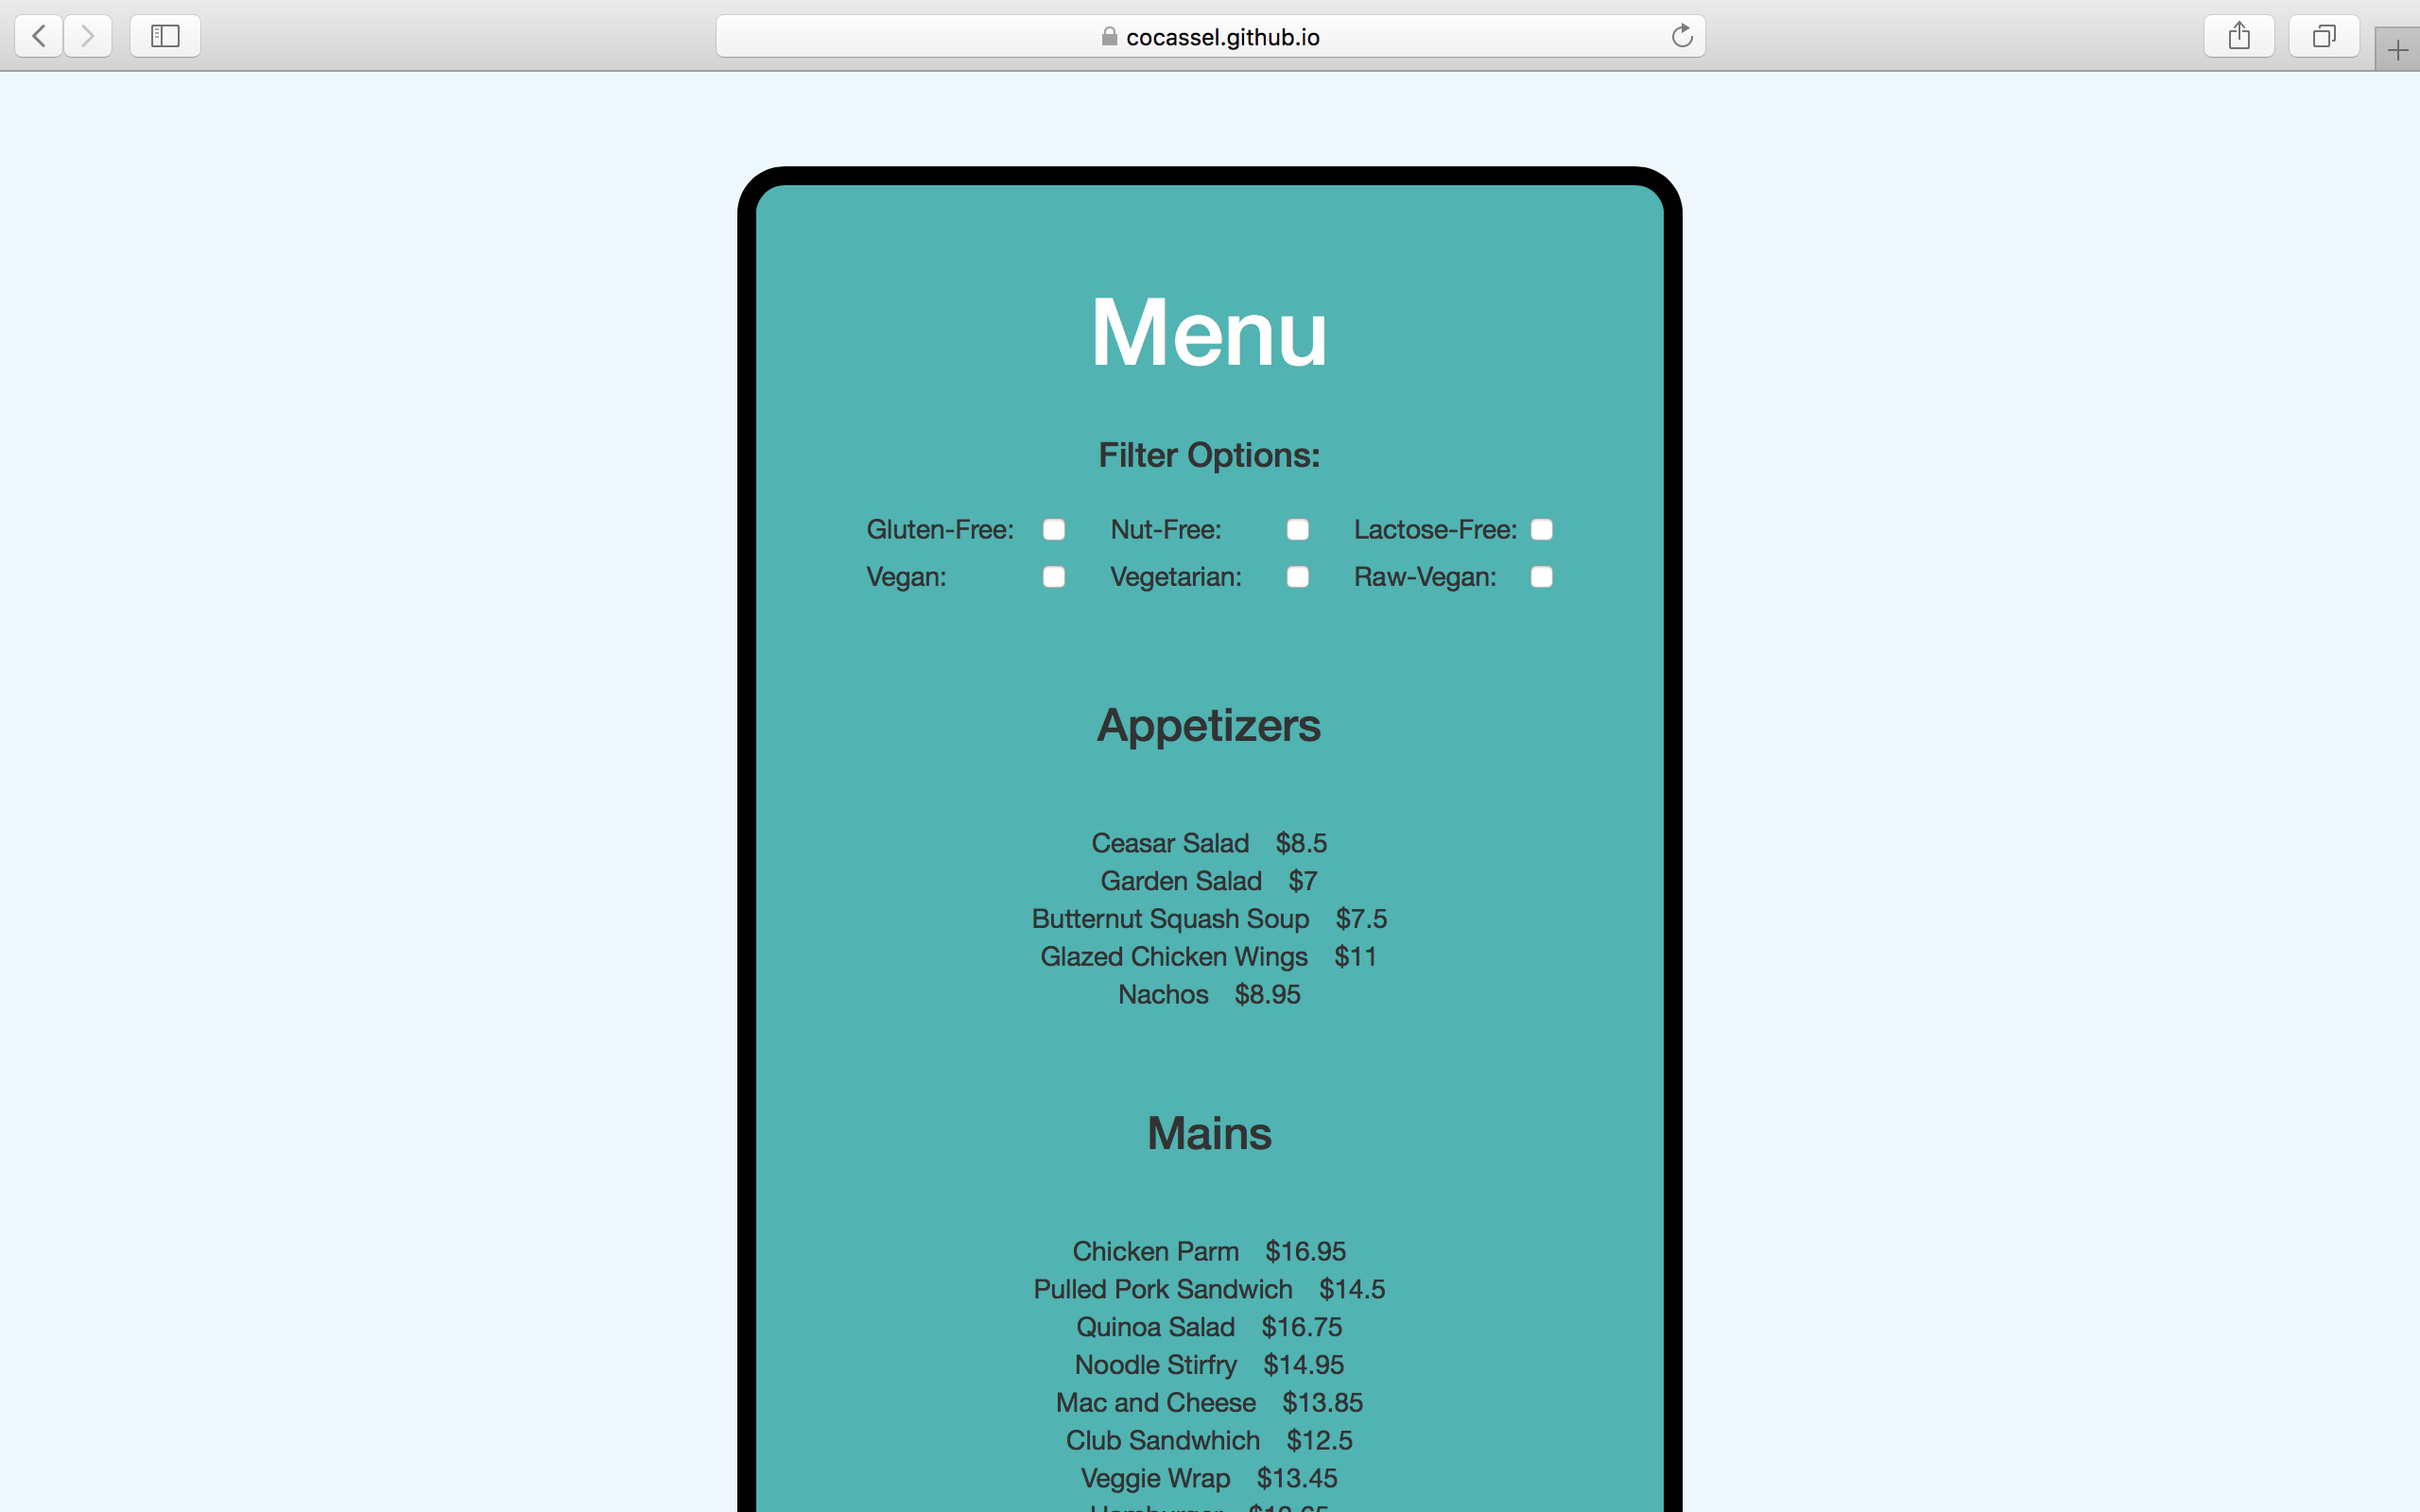 cocassel.github.io
Menu
Filter Options:
Gluten-Free: Nut-Free: Lactose-Free:
Vegan: Vegetarian: Raw-Vegan:
Appetizers
Ceasar Salad $8.5
Garden Salad $7
Butternut Squash Soup $7.5
Glazed Chicken Wings $11
Nachos $8.95
Mains
Chicken Parm $16.95
Pulled Pork Sandwich $14.5
Quinoa Salad $16.75
Noodle Stirfry $14.95
Mac and Cheese $13.85
Club Sandwhich $12.5
Veggie Wrap $13.45